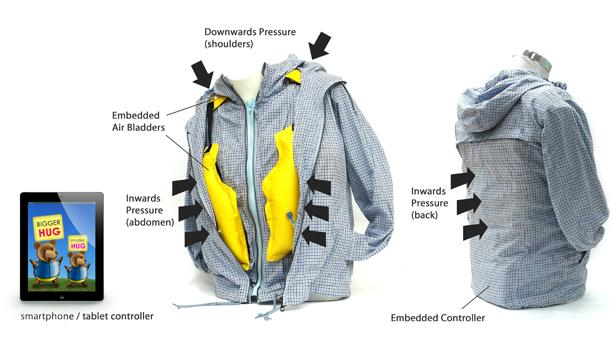 Downwards Pressure
(shoulders)
Embedded
Air Bladders
Inwards
Pressure
(abdomen)
Inwards
Pressure
(back)
BIGGER
HUG
HUG
smartphone / tablet controller
Embedded Controller